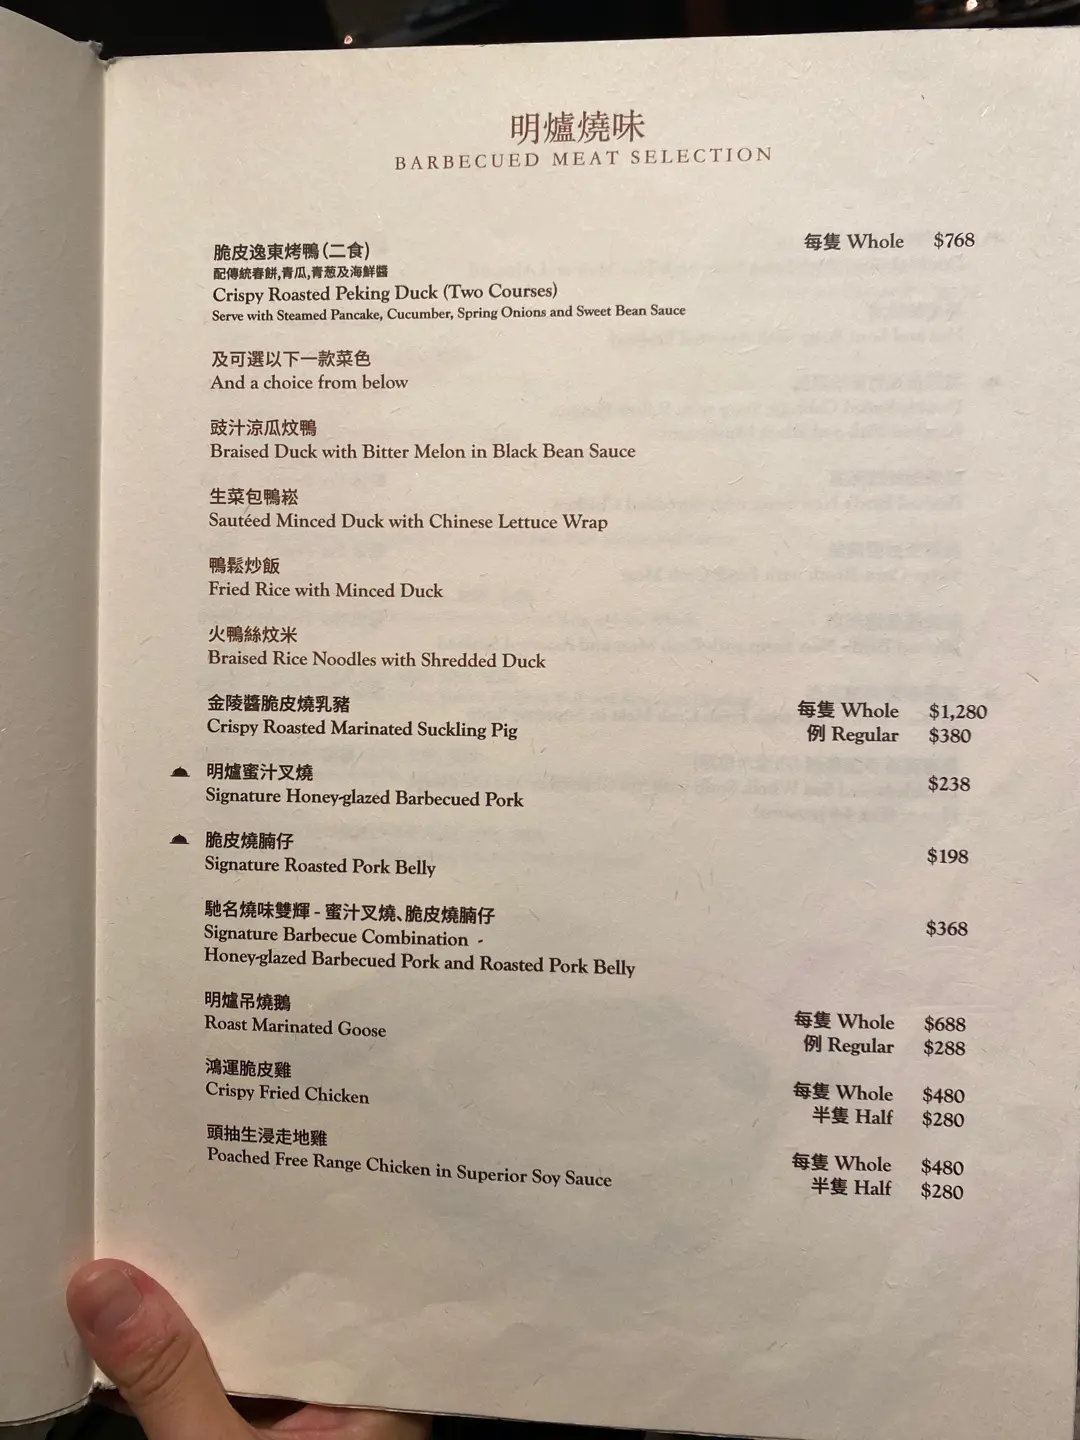 明爐燒味
BARBECUED MEAT SELECTION
脆皮逸東烤鴨(二食) 每隻 Whole $768
配傳統春餅,青瓜,青葱及海鮮醬
Crispy Roasted Peking Duck (Two Courses)
Serve with Steamed Pancake, Cucumber, Spring Onions and Sweet Bean Sauce
及可選以下一款菜色
And a choice from below
豉汁涼瓜炆鴨
Braised Duck with Bitter Melon in Black Bean Sauce
生菜包鴨崧
Sautéed Minced Duck with Chinese Lettuce Wrap
鴨鬆炒飯
Fried Rice with Minced Duck
火鴨絲炆米
Braised Rice Noodles with Shredded Duck
金陵醬脆皮燒乳豬 每隻 Whole $1,280
Crispy Roasted Marinated Suckling Pig 例 Regular $380
明爐蜜汁叉燒 $238
Signature Honey-glazed Barbecued Pork
脆皮燒腩仔 $198
Signature Roasted Pork Belly
馳名燒味雙輝 - 蜜汁叉燒、脆皮燒腩仔 $368
Signature Barbecue Combination -
Honey-glazed Barbecued Pork and Roasted Pork Belly
明爐吊燒鵝 每隻 Whole $688
Roast Marinated Goose 例 Regular $288
鴻運脆皮雞 每隻 Whole $480
Crispy Fried Chicken 半隻 Half $280
頭抽生浸走地雞 每隻 Whole $480
Poached Free Range Chicken in Superior Soy Sauce 半隻 Half $280